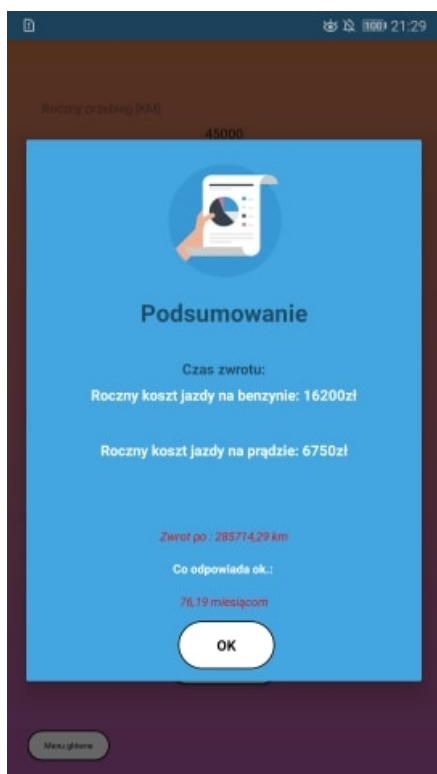 100 21:29
Roczny przebieg [KM]
45000
Podsumowanie
Czas zwrotu:
Roczny koszt jazdy na benzynie: 16200zł
Roczny koszt jazdy na prądzie: 6750zł
Zwrot po : 285714,29 km
Co odpowiada ok.:
76,19 miesiącom
OK
Menu główne